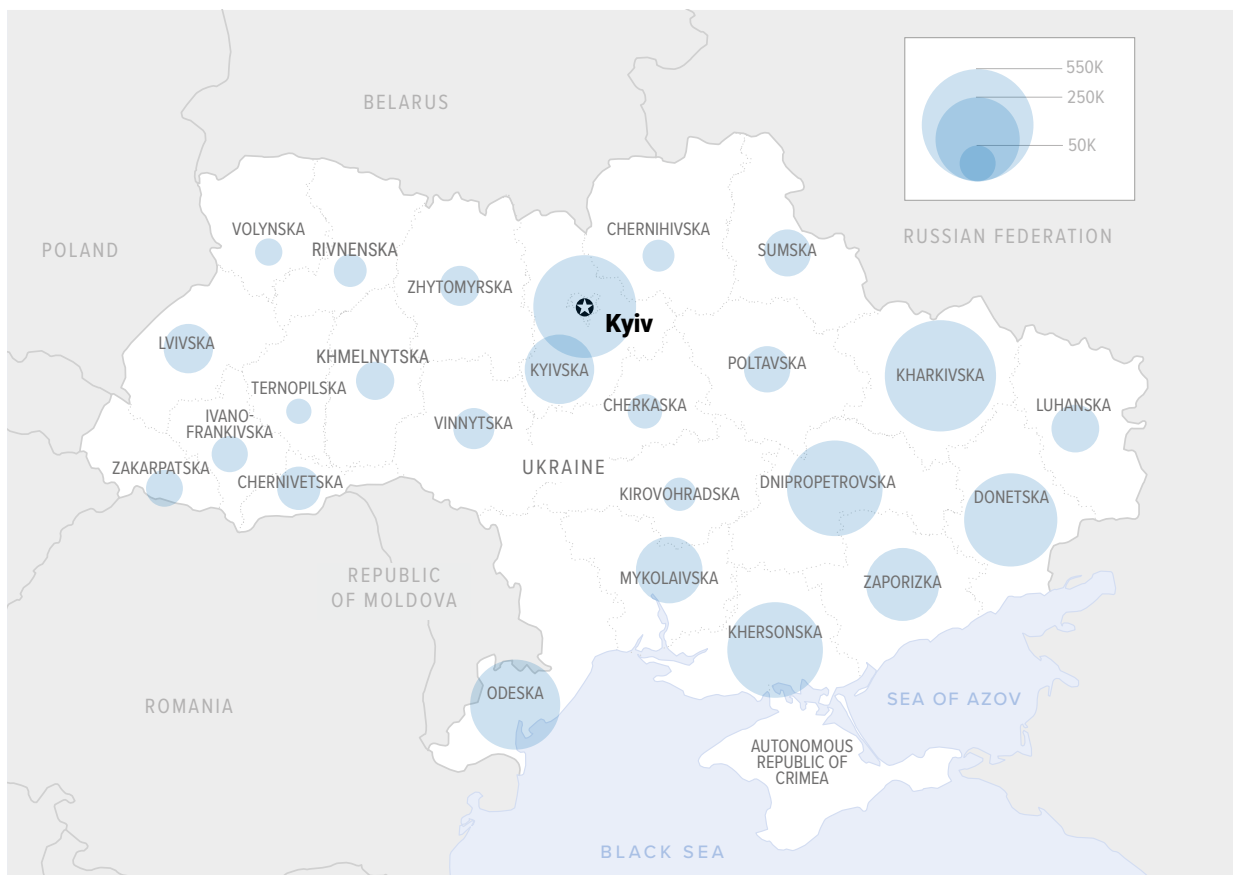 550K
BELARUS
250K
50K
VOLYNSKA
CHERNIHIVSKA
POLAND
RIVNENSKA
SUMSKA
RUSSIAN FEDERATION
ZHYTOMYRSKA
Kyiv
LVIVSKA
KHMELNYTSKA
KYIVSKA
POLTAVSKA
KHARKIVSKA
TERNOPILSKA
IVANO-
FRANKIVSKA
CHERKASKA
LUHANSKA
VINNYTSKA
ZAKARPATSKA
UKRAINE
CHERNIVETSKA
DNIPROPETROVSKA
KIROVOHRADSKA
DONETSKA
REPUBLIC
OF MOLDOVA
MYKOLAIVSKA
ZAPORIZKA
KHERSONSKA
ODESKA
SEA OF AZOV
ROMANIA
AUTONOMOUS
REPUBLIC OF
CRIMEA
BLACK SEA